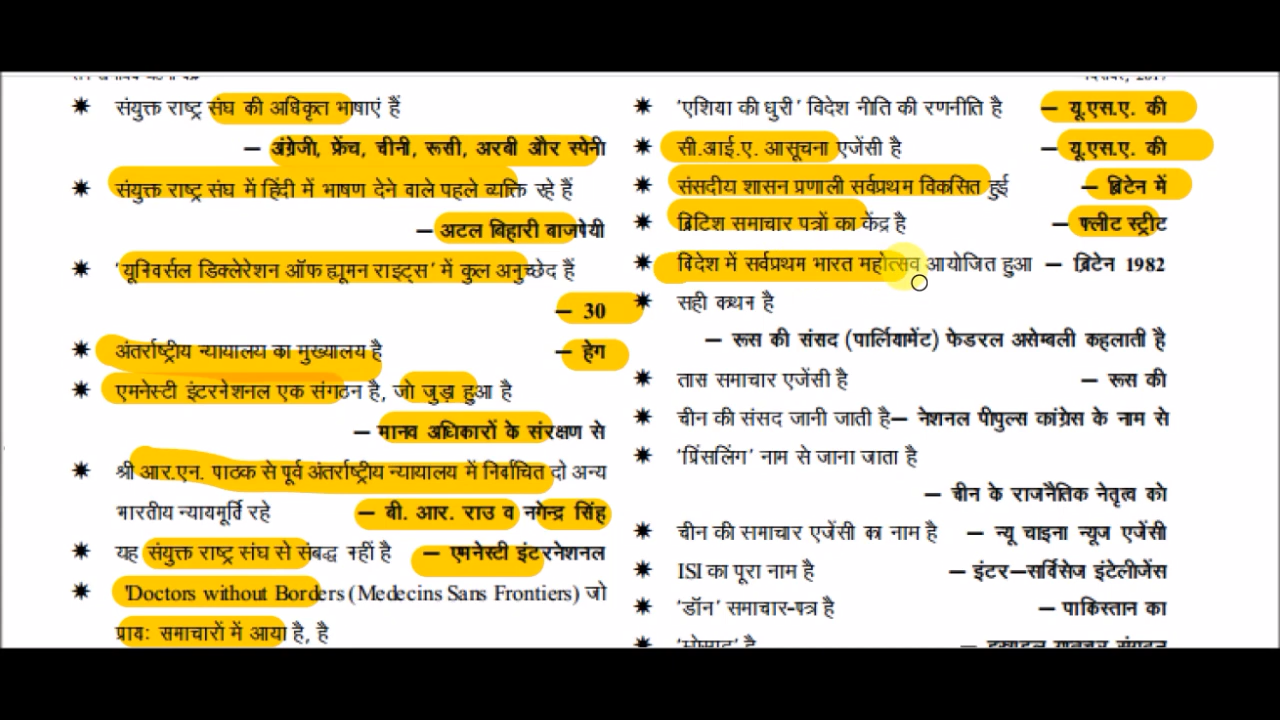 ✷ संयुक्त राष्ट्र संघ की अधिकृत भाषाएं हैं
– अंग्रेजी, फ्रेंच, चीनी, रूसी, अरबी और स्पेनी
✷ संयुक्त राष्ट्र संघ में हिंदी में भाषण देने वाले पहले व्यक्ति रहे हैं
– अटल बिहारी बाजपेयी
✷ 'यूनिवर्सल डिक्लेरेशन ऑफ ह्यूमन राइट्स' में कुल अनुच्छेद हैं
– 30
✷ अंतर्राष्ट्रीय न्यायालय का मुख्यालय है – हेग
✷ एमनेस्टी इंटरनेशनल एक संगठन है, जो जुड़ा हुआ है
– मानव अधिकारों के संरक्षण से
✷ श्री आर.एन. पाठक से पूर्व अंतर्राष्ट्रीय न्यायालय में निर्वाचित दो अन्य
भारतीय न्यायमूर्ति रहे – बी. आर. राउ व नगेन्द्र सिंह
✷ यह संयुक्त राष्ट्र संघ से संबद्ध नहीं है – एमनेस्टी इंटरनेशनल
✷ 'Doctors without Borders (Medecins Sans Frontiers) जो
प्रायः समाचारों में आया है, है
✷ 'एशिया की धुरी' विदेश नीति की रणनीति है – यू.एस.ए. की
✷ सी.आई.ए. आसूचना एजेंसी है – यू.एस.ए. की
✷ संसदीय शासन प्रणाली सर्वप्रथम विकसित हुई – ब्रिटेन में
✷ ब्रिटिश समाचार पत्रों का केंद्र है – फ्लीट स्ट्रीट
✷ विदेश में सर्वप्रथम भारत महोत्सव आयोजित हुआ – ब्रिटेन 1982
✷ सही कथन है
– रूस की संसद (पार्लियामेंट) फेडरल असेम्बली कहलाती है
✷ तास समाचार एजेंसी है – रूस की
✷ चीन की संसद जानी जाती है– नेशनल पीपुल्स कांग्रेस के नाम से
✷ 'प्रिंसलिंग' नाम से जाना जाता है
– चीन के राजनैतिक नेतृत्व को
✷ चीन की समाचार एजेंसी का नाम है – न्यू चाइना न्यूज एजेंसी
✷ ISI का पूरा नाम है – इंटर–सर्विसेज इंटेलीजेंस
✷ 'डॉन' समाचार-पत्र है – पाकिस्तान का